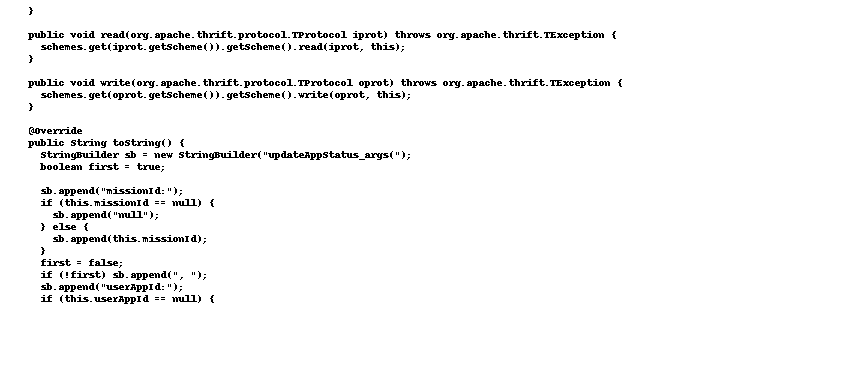 }

public void read(org.apache.thrift.protocol.TProtocol iprot) throws org.apache.thrift.TException {
  schemes.get(iprot.getScheme()).getScheme().read(iprot, this);
}

public void write(org.apache.thrift.protocol.TProtocol oprot) throws org.apache.thrift.TException {
  schemes.get(oprot.getScheme()).getScheme().write(oprot, this);
}

@Override
public String toString() {
  StringBuilder sb = new StringBuilder("updateAppStatus_args(");
  boolean first = true;

  sb.append("missionId:");
  if (this.missionId == null) {
    sb.append("null");
  } else {
    sb.append(this.missionId);
  }
  first = false;
  if (!first) sb.append(", ");
  sb.append("userAppId:");
  if (this.userAppId == null) {